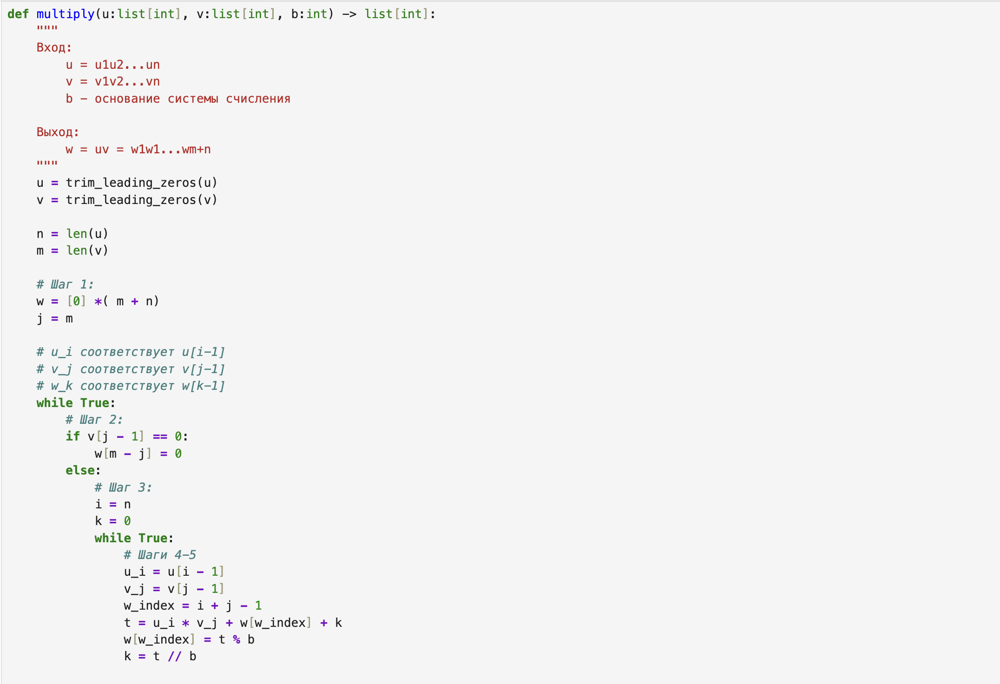 def multiply(u:list[int], v:list[int], b:int) -> list[int]:
    """
    Вход:
        u = u1u2...un
        v = v1v2...vn
        b - основание системы счисления

    Выход:
        w = uv = w1w1...wm+n
    """
    u = trim_leading_zeros(u)
    v = trim_leading_zeros(v)

    n = len(u)
    m = len(v)

    # Шаг 1:
    w = [0] *( m + n)
    j = m

    # u_i соответствует u[i-1]
    # v_j соответствует v[j-1]
    # w_k соответствует w[k-1]
    while True:
        # Шаг 2:
        if v[j - 1] == 0:
            w[m - j] = 0
        else:
            # Шаг 3:
            i = n
            k = 0
            while True:
                # Шаги 4-5
                u_i = u[i - 1]
                v_j = v[j - 1]
                w_index = i + j - 1
                t = u_i * v_j + w[w_index] + k
                w[w_index] = t % b
                k = t // b